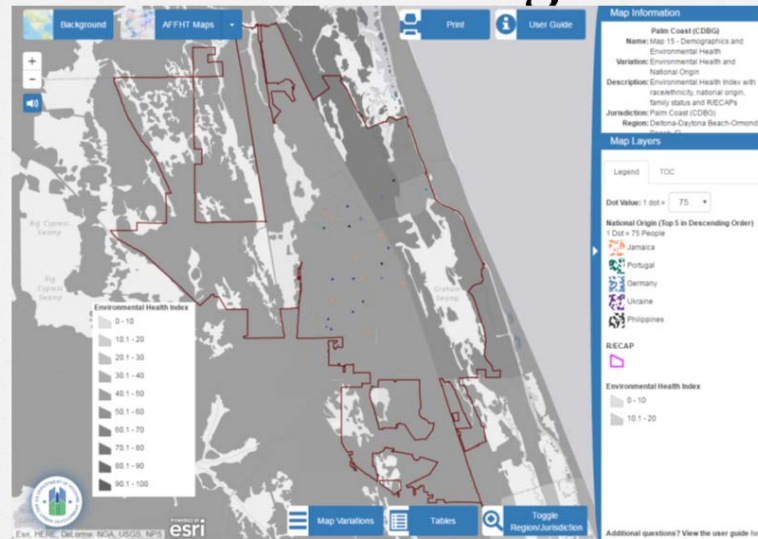 Background
AFFHT Maps
Print
User Guide
+
−
Big Cypress Swamp
Big Cypress Swamp
Graham Swamp
Environmental Health Index
0 - 10
10.1 - 20
20.1 - 30
30.1 - 40
40.1 - 50
50.1 - 60
60.1 - 70
70.1 - 80
80.1 - 90
90.1 - 100
POWERED BY
esri
Esri, HERE, DeLorme, NGA, USGS, NPS
Map Variations
Tables
Toggle
Region/Jurisdiction
Map Information
Palm Coast (CDBG)
Name: Map 15 - Demographics and
Environmental Health
Variation: Environmental Health and
National Origin
Description: Environmental Health Index with
race/ethnicity, national origin,
family status and R/ECAPs
Jurisdiction: Palm Coast (CDBG)
Region: Deltona-Daytona Beach-Ormond
Map Layers
Legend
TOC
Dot Value: 1 dot = 75
National Origin (Top 5 in Descending Order)
1 Dot = 75 People
Jamaica
Portugal
Germany
Ukraine
Philippines
R/ECAP
Environmental Health Index
0 - 10
10.1 - 20
Additional questions? View the user guide